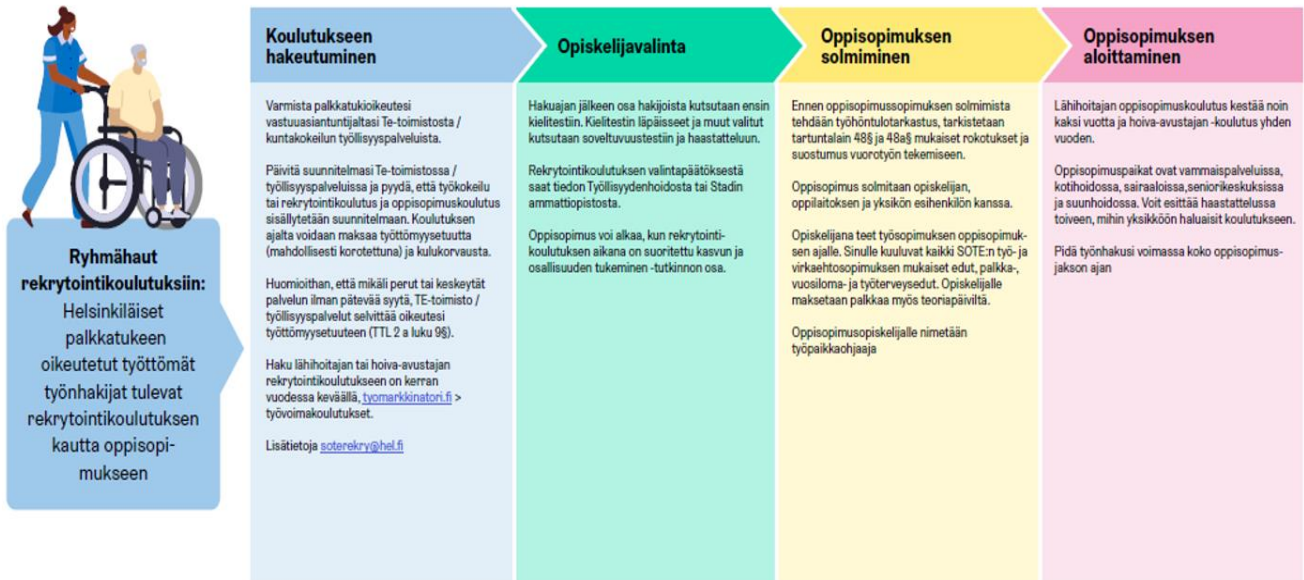 Ryhmähaut
rekrytointikoulutuksiin:
Helsinkiläiset
palkkatukeen
oikeutetut työttömät
työnhakijat tulevat
rekrytointikoulutuksen
kautta oppisopi-
mukseen
Koulutukseen
hakeutuminen
Varmista palkkatukioikeutesi
vastuuasiantuntijaltasi Te-toimistosta /
kuntakokeilun työllisyyspalveluista.
Päivitä suunnitelmasi Te-toimistossa /
työllisyyspalveluissa ja pyydä, että työkokeilu
tai rekrytointikoulutus ja oppisopimuskoulutus
sisällytetään suunnitelmaan. Koulutuksen
ajalta voidaan maksaa työttömyysetuutta
(mahdollisesti korotettuna) ja kulukorvausta.
Huomioithan, että mikäli perut tai keskeytät
palvelun ilman pätevää syytä, TE-toimisto /
työllisyyspalvelut selvittää oikeutesi
työttömyysetuuteen (TTL 2 a luku 9§).
Haku lähihoitajan tai hoiva-avustajan
rekrytointikoulutukseen on kerran
vuodessa keväällä, tyomarkkinatori.fi >
työvoimakoulutukset.
Lisätietoja soterekry@hel.fi
Opiskelijavalinta
Hakuajan jälkeen osa hakijoista kutsutaan ensin
kielitestiin. Kielitestin läpäisseet ja muut valitut
kutsutaan soveltuvuustestiin ja haastatteluun.
Rekrytointikoulutuksen valintapäätöksestä
saat tiedon Työllisyydenhoidosta tai Stadin
ammattiopistosta.
Oppisopimus voi alkaa, kun rekrytointi-
koulutuksen aikana on suoritettu kasvun ja
osallisuuden tukeminen -tutkinnon osa.
Oppisopimuksen
solmiminen
Ennen oppisopimussopimuksen solmimista
tehdään työhöntulotarkastus, tarkistetaan
tartuntalain 48§ ja 48a§ mukaiset rokotukset ja
suostumus vuorotyön tekemiseen.
Oppisopimus solmitaan opiskelijan,
oppilaitoksen ja yksikön esihenkilön kanssa.
Opiskelijana teet työsopimuksen oppisopimuk-
sen ajalle. Sinulle kuuluvat kaikki SOTE:n työ- ja
virkaehtosopimuksen mukaiset edut, palkka-,
vuosiloma- ja työterveysedut. Opiskelijalle
maksetaan palkkaa myös teoriapäiviltä.
Oppisopimusopiskelijalle nimetään
työpaikkaohjaaja
Oppisopimuksen
aloittaminen
Lähihoitajan oppisopimuskoulutus kestää noin
kaksi vuotta ja hoiva-avustajan -koulutus yhden
vuoden.
Oppisopimuspaikat ovat vammaispalveluissa,
kotihoidossa, sairaaloissa,seniorikeskuksissa
ja suunhoidossa. Voit esittää haastattelussa
toiveen, mihin yksikköön haluaisit koulutukseen.
Pidä työnhakusi voimassa koko oppisopimus-
jakson ajan